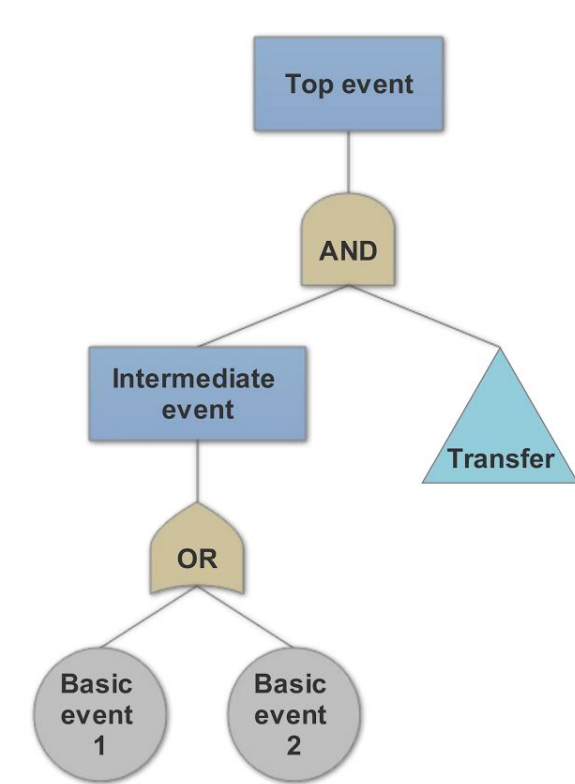 Top event
AND
Intermediate
event
Transfer
OR
Basic
event
1
Basic
event
2